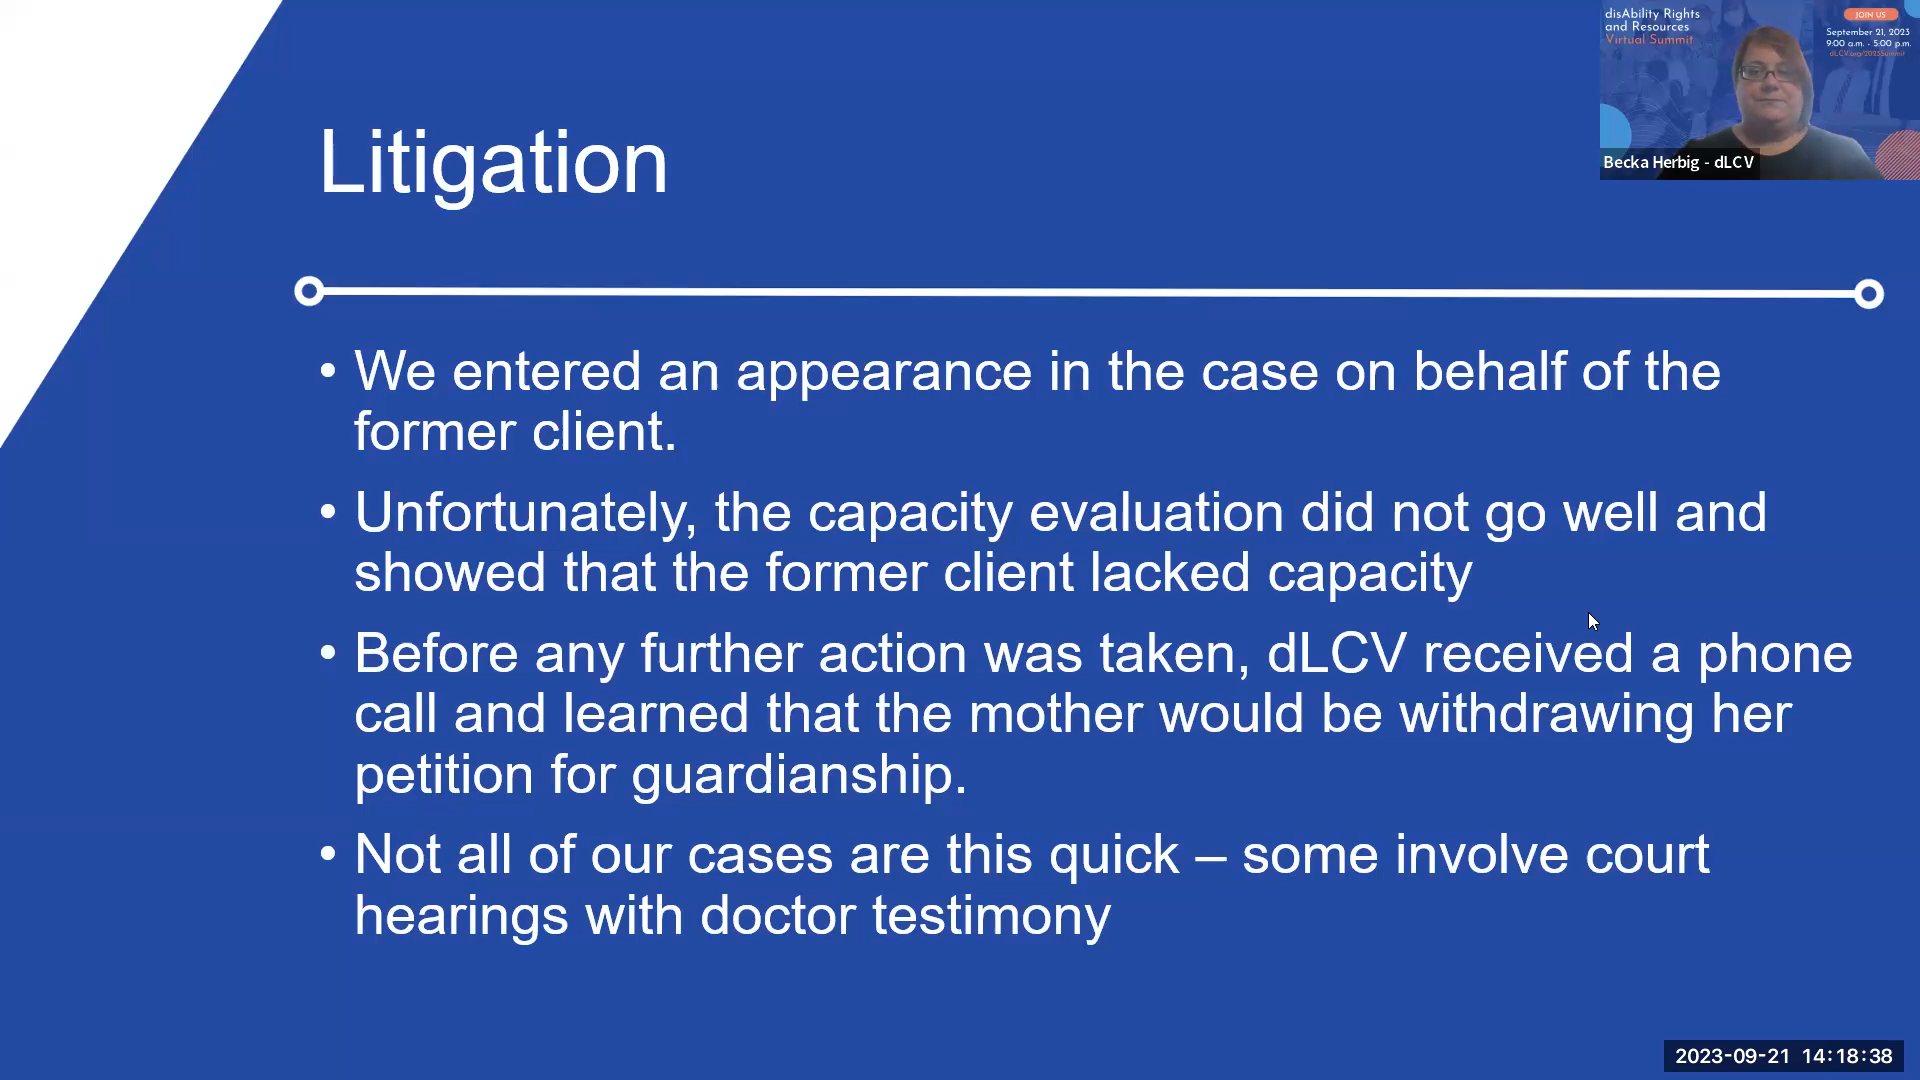 disAbility Rights
and Resources
Virtual Summit
JOIN US
September 21, 2023
9:00 a.m. - 5:00 p.m.
dLCV.org/2023Summit
Becka Herbig - dLCV
Litigation
• We entered an appearance in the case on behalf of the
former client.
• Unfortunately, the capacity evaluation did not go well and
showed that the former client lacked capacity
• Before any further action was taken, dLCV received a phone
call and learned that the mother would be withdrawing her
petition for guardianship.
• Not all of our cases are this quick – some involve court
hearings with doctor testimony
2023-09-21 14:18:38